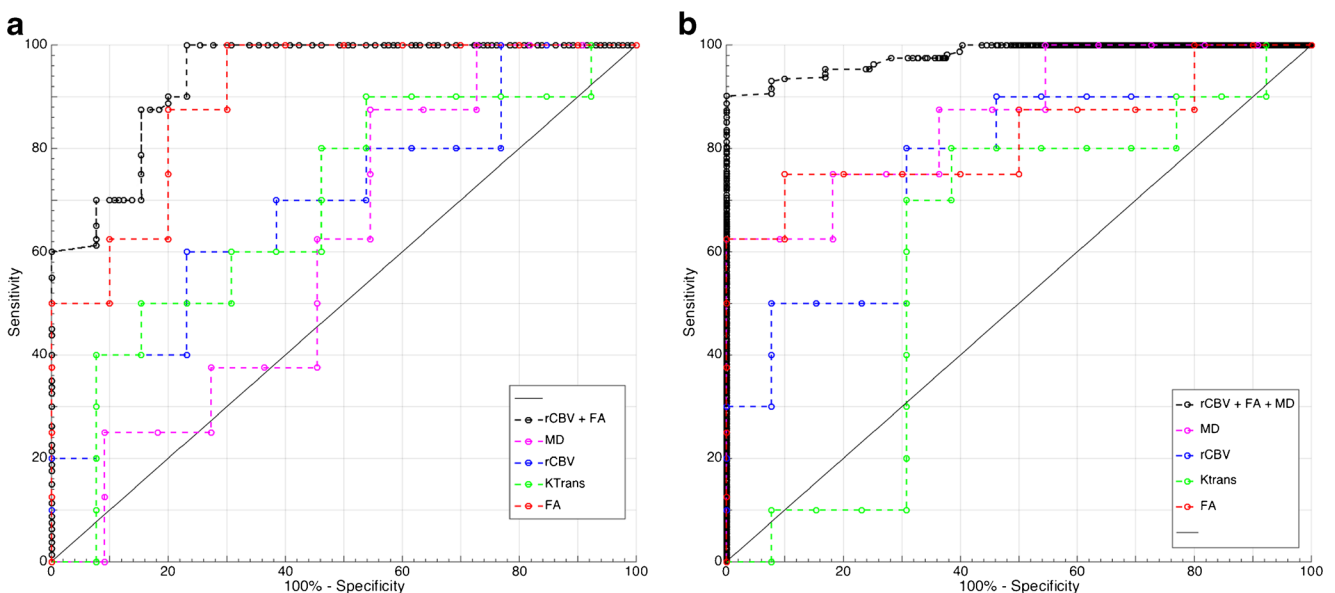 a
100
80
60
40
20
0
Sensitivity
0 20 40 60 80 100
100% - Specificity
rCBV + FA
MD
rCBV
KTrans
FA
b
100
80
60
40
20
0
Sensitivity
0 20 40 60 80 100
100% - Specificity
rCBV + FA + MD
MD
rCBV
Ktrans
FA